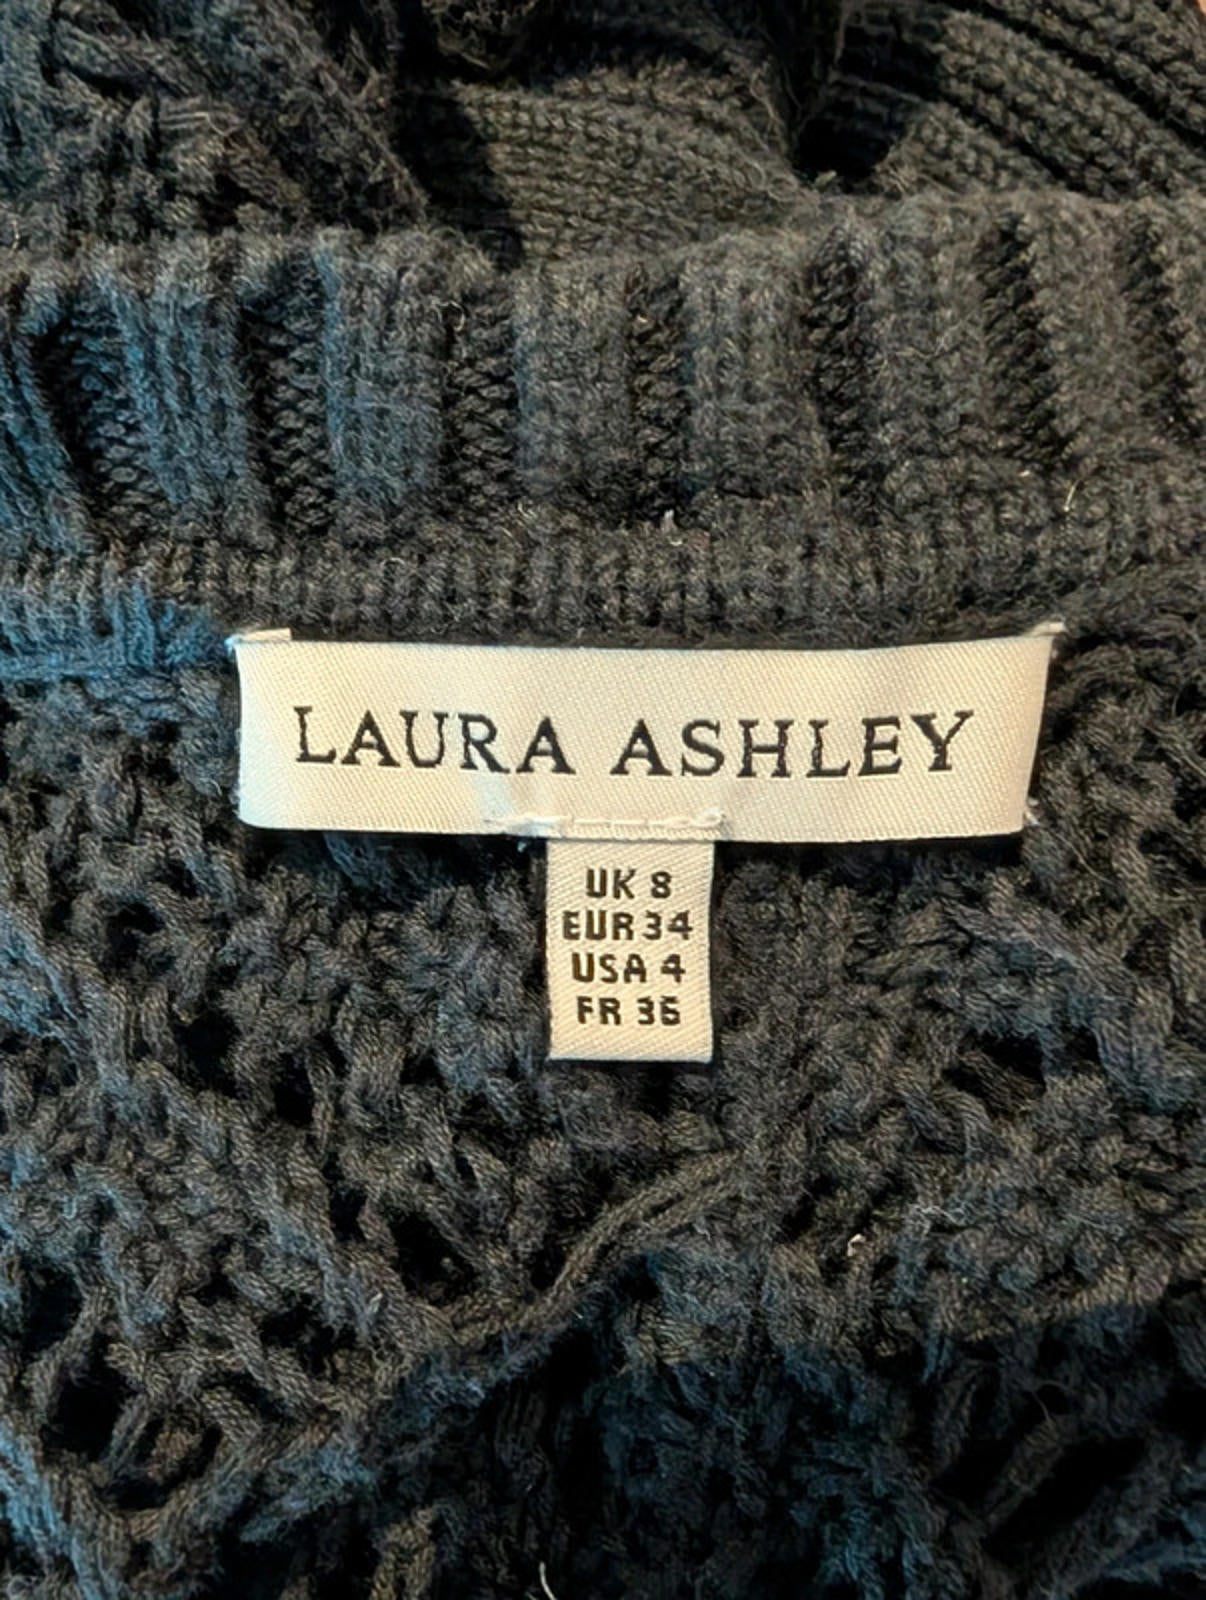 LAURA ASHLEY
UK 8
EUR 34
USA 4
FR 36